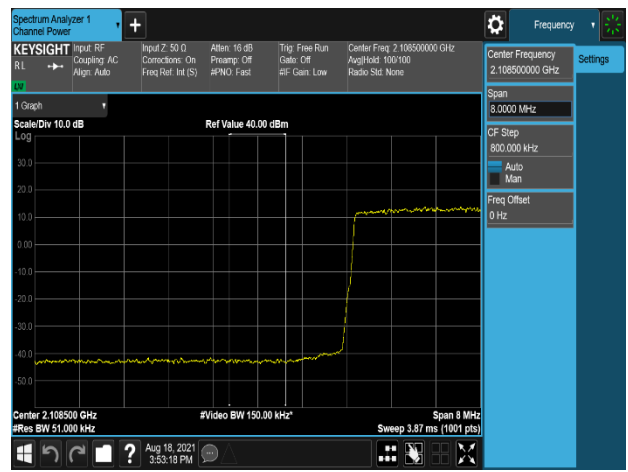 Spectrum Analyzer 1
Channel Power
+
Frequency
KEYSIGHT Input: RF Input Z: 50 Ω Atten: 16 dB Trig: Free Run Center Freq: 2.108500000 GHz
RL Coupling: AC Corrections: On Preamp: Off Gate: Off Avg|Hold: 100/100
Align: Auto Freq Ref: Int (S) #PNO: Fast #IF Gain: Low Radio Std: None
LV
Center Frequency
2.108500000 GHz
Settings
Span
8.0000 MHz
CF Step
800.000 kHz
Auto
Man
Freq Offset
0 Hz
1 Graph
Scale/Div 10.0 dB Ref Value 40.00 dBm
Log
30.0
20.0
10.0
0.00
-10.0
-20.0
-30.0
-40.0
-50.0
Center 2.108500 GHz #Video BW 150.00 kHz* Span 8 MHz
#Res BW 51.000 kHz Sweep 3.87 ms (1001 pts)
? Aug 18, 2021
3:53:18 PM